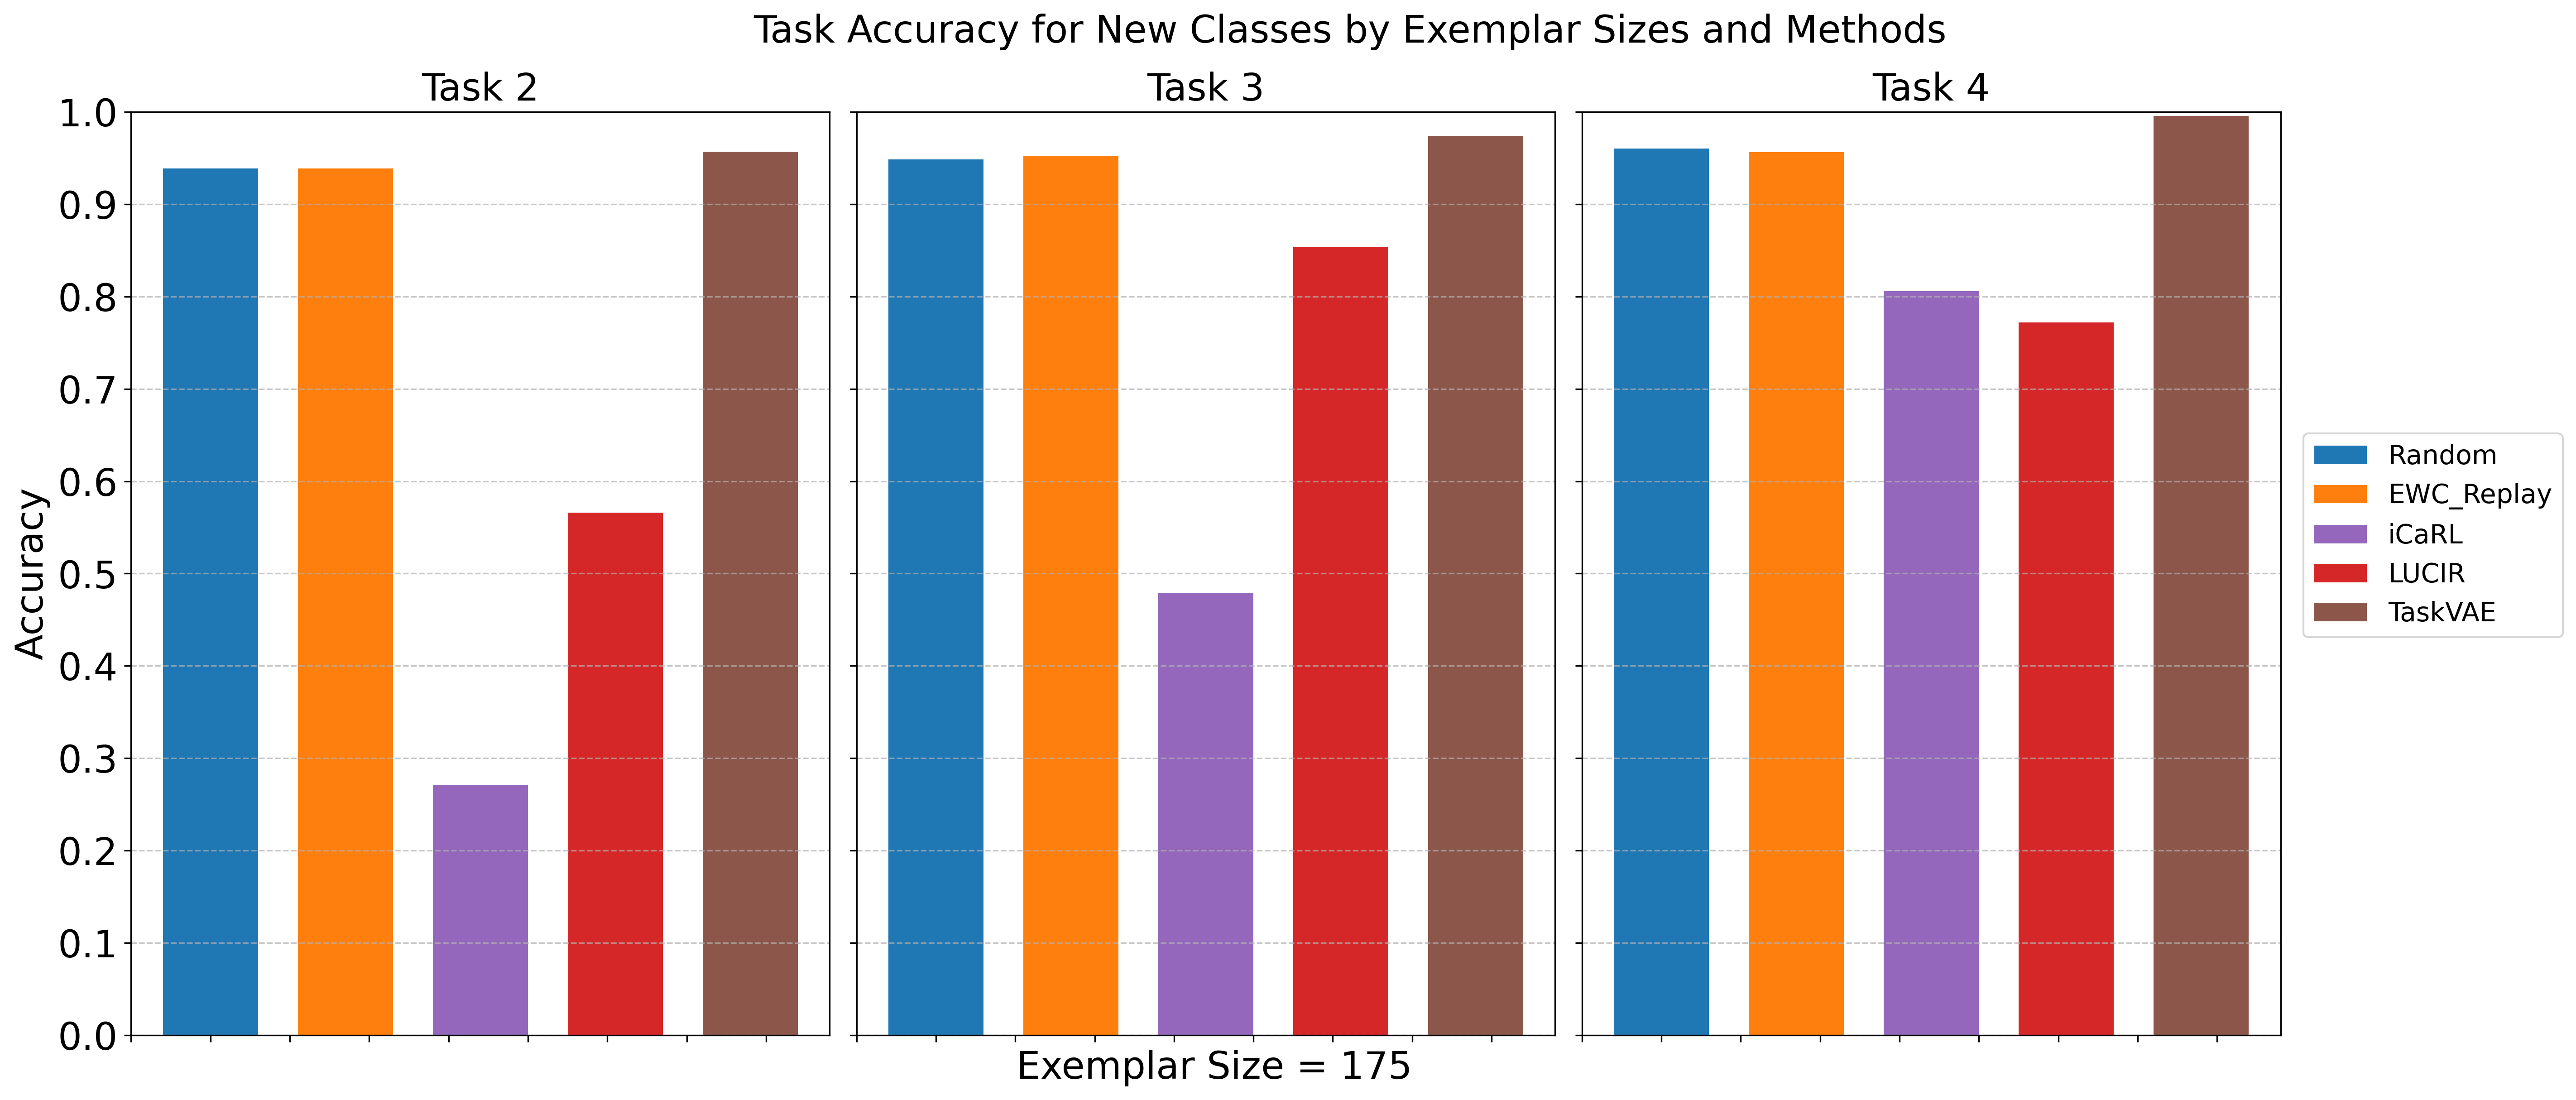 Task Accuracy for New Classes by Exemplar Sizes and Methods
Task 2
Task 3
Task 4
1.0
0.9
0.8
0.7
0.6
0.5
0.4
0.3
0.2
0.1
0.0
Accuracy
Exemplar Size = 175
Random
EWC_Replay
iCaRL
LUCIR
TaskVAE